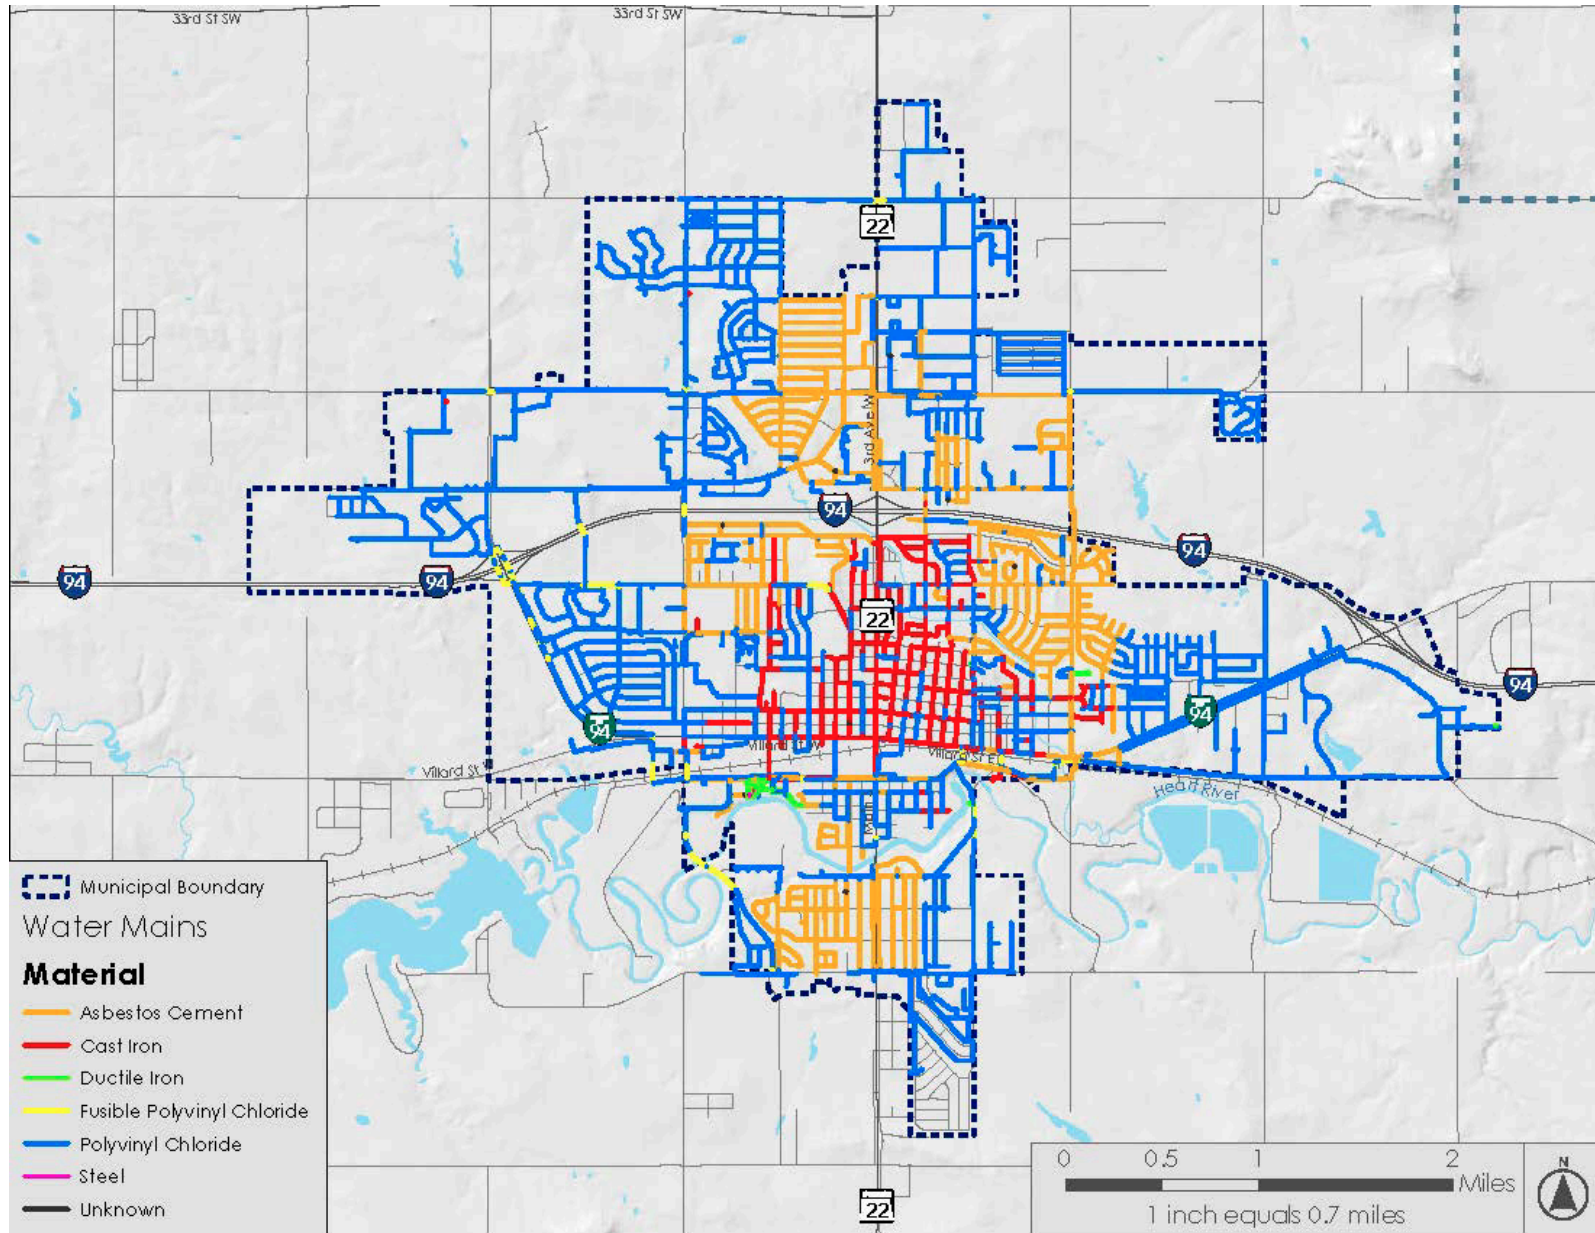 33rd St SW
33rd St SW
22
3rd Ave W
94
94
94
94
22
94
94
94
Villard St W
Villard St E
Villard St
Heart River
Main
Municipal Boundary
Water Mains
Material
Asbestos Cement
Cast Iron
Ductile Iron
Fusible Polyvinyl Chloride
Polyvinyl Chloride
Steel
Unknown
22
0 0.5 1 2
Miles
1 inch equals 0.7 miles
N